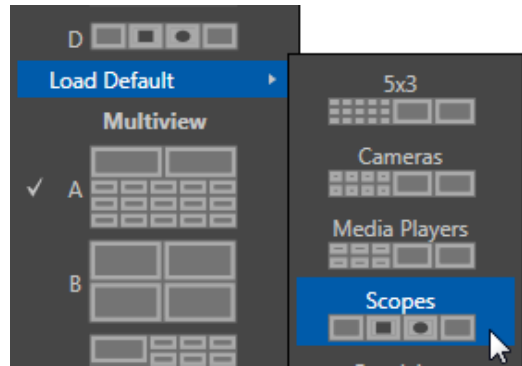 D
Load Default
Multiview
A
B
5x3
Cameras
Media Players
Scopes